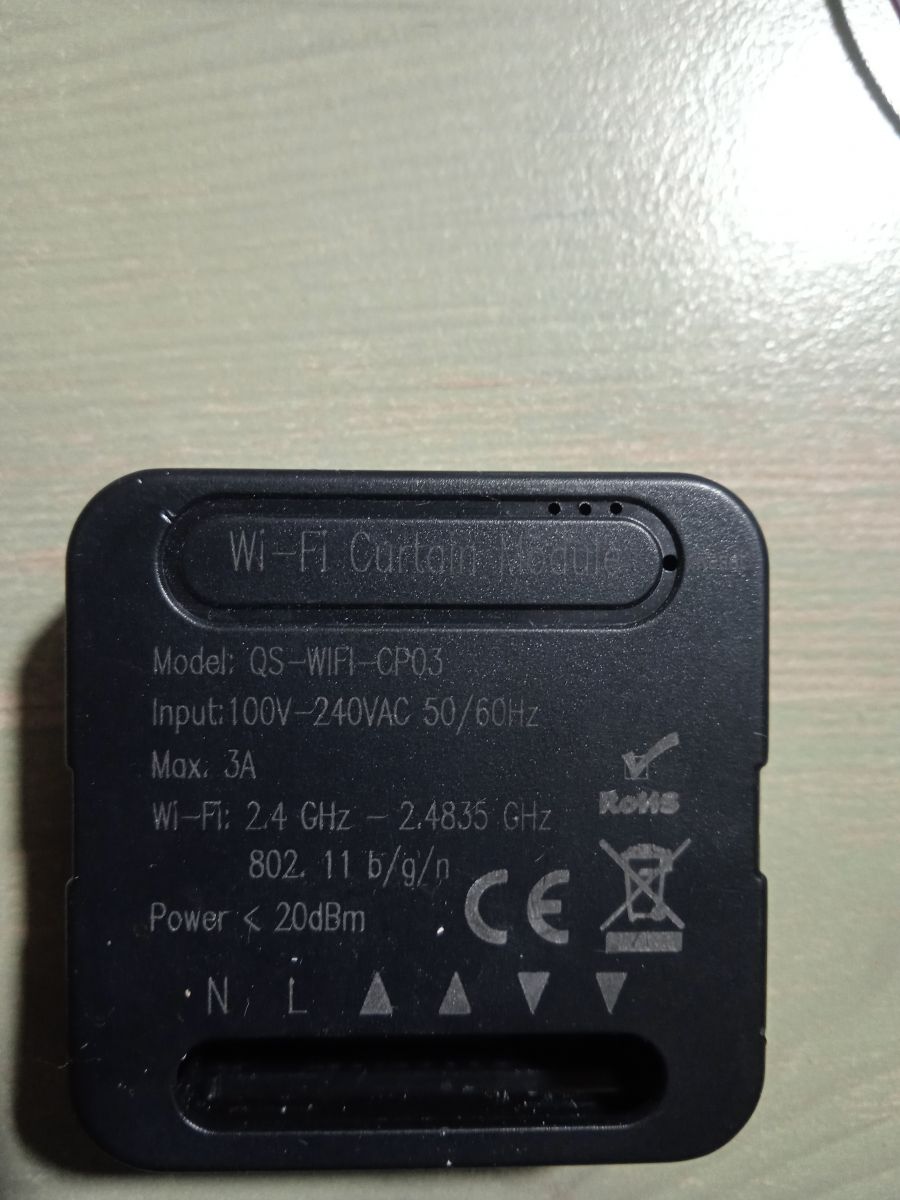 Wi-Fi Curtain Module
Model: QS-WIFI-CP03
Input:100V-240VAC 50/60Hz
Max. 3A
Wi-Fi: 2.4 GHz - 2.4835 GHz
802. 11 b/g/n
Power < 20dBm
RoHS
CE
N L ▲ ▲ ▼ ▼